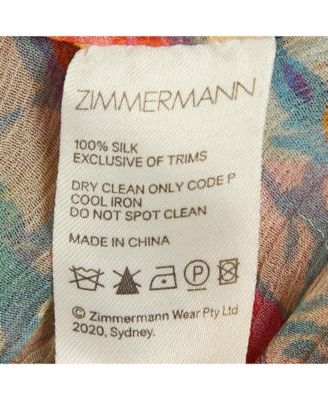 ZIMMERMANN
100% SILK
EXCLUSIVE OF TRIMS
DRY CLEAN ONLY CODE P
COOL IRON
DO NOT SPOT CLEAN
MADE IN CHINA
P
© Zimmermann Wear Pty Ltd
2020, Sydney.